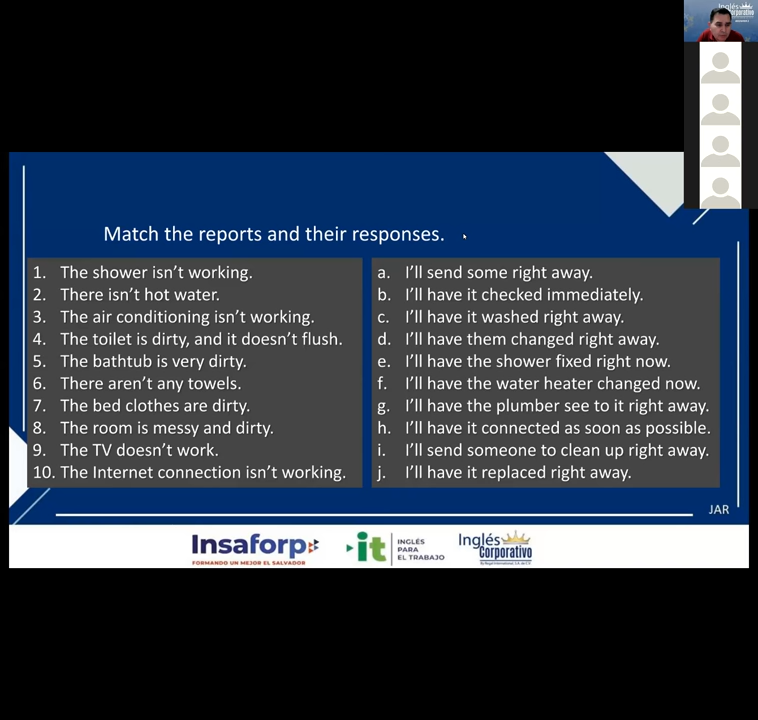 Inglés
Corporativo
Match the reports and their responses.
1. The shower isn't working.
2. There isn't hot water.
3. The air conditioning isn't working.
4. The toilet is dirty, and it doesn't flush.
5. The bathtub is very dirty.
6. There aren't any towels.
7. The bed clothes are dirty.
8. The room is messy and dirty.
9. The TV doesn't work.
10. The Internet connection isn't working.
a. I'll send some right away.
b. I'll have it checked immediately.
c. I'll have it washed right away.
d. I'll have them changed right away.
e. I'll have the shower fixed right now.
f. I'll have the water heater changed now.
g. I'll have the plumber see to it right away.
h. I'll have it connected as soon as possible.
i. I'll send someone to clean up right away.
j. I'll have it replaced right away.
JAR
Insaforp
FORMANDO UN MEJOR EL SALVADOR
it
INGLÉS
PARA
EL TRABAJO
Inglés
Corporativo